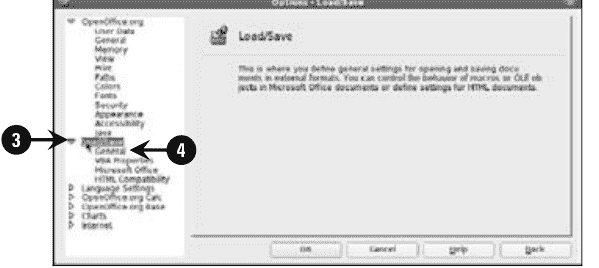 Options - Load/Save
OpenOffice.org
User Data
General
Memory
View
Print
Paths
Colors
Fonts
Security
Appearance
Accessibility
Java
General
VBA Properties
Microsoft Office
HTML Compatibility
Language Settings
OpenOffice.org Calc
OpenOffice.org Base
Charts
Internet
3
4
Load/Save
This is where you define general settings for opening and saving docu
ments in external formats. You can control the behavior of macros or OLE ob
jects in Microsoft Office documents or define settings for HTML documents.
OK
Cancel
Help
Back